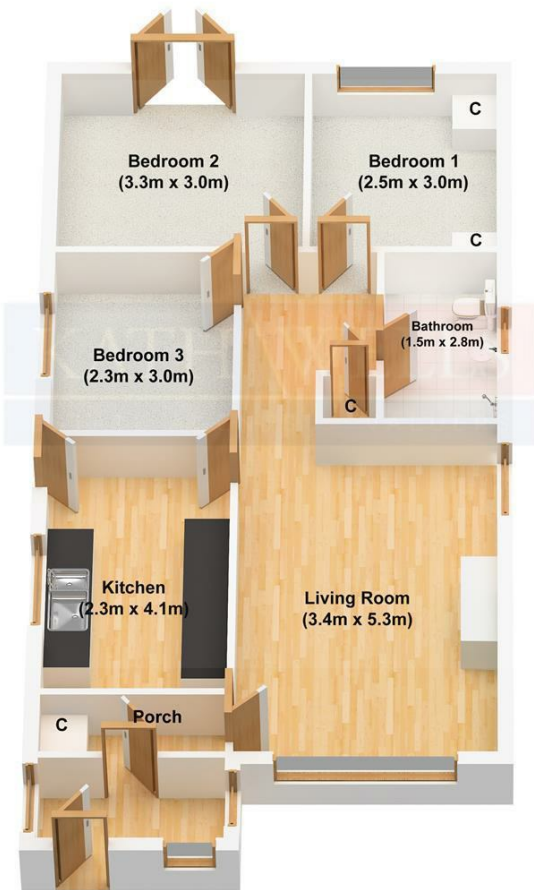 Bedroom 2
(3.3m x 3.0m)
Bedroom 1
(2.5m x 3.0m)
C
C
Bathroom
(1.5m x 2.8m)
Bedroom 3
(2.3m x 3.0m)
C
Kitchen
(2.3m x 4.1m)
Living Room
(3.4m x 5.3m)
Porch
C